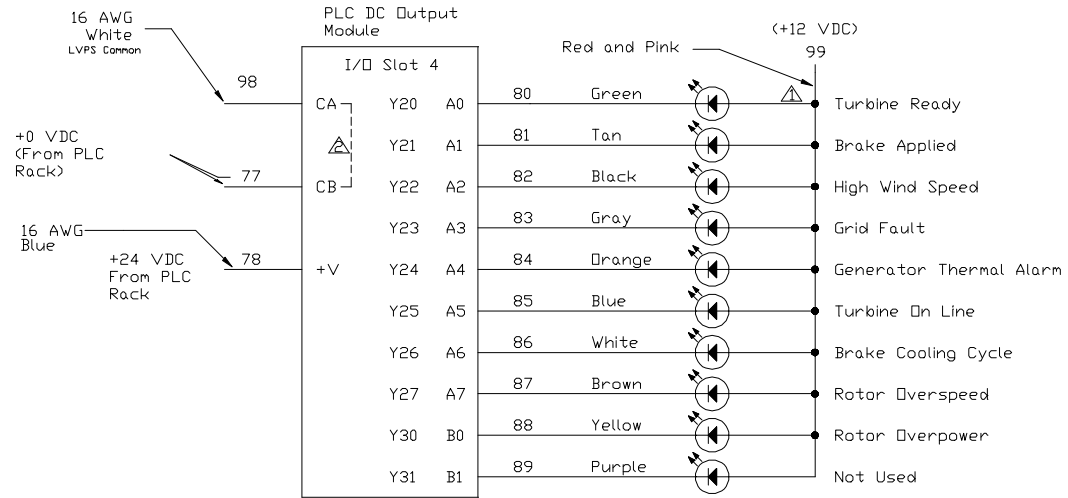 16 AWG
White
LVPS Common
PLC DC Output
Module
Red and Pink
(+12 VDC)
99
I/O Slot 4
98
CA Y20 A0 80 Green 1 Turbine Ready
+0 VDC
(From PLC
Rack)
2 Y21 A1 81 Tan Brake Applied
77 CB Y22 A2 82 Black High Wind Speed
Y23 A3 83 Gray Grid Fault
16 AWG
Blue
+24 VDC
From PLC
Rack
78 +V Y24 A4 84 Orange Generator Thermal Alarm
Y25 A5 85 Blue Turbine On Line
Y26 A6 86 White Brake Cooling Cycle
Y27 A7 87 Brown Rotor Overspeed
Y30 B0 88 Yellow Rotor Overpower
Y31 B1 89 Purple Not Used